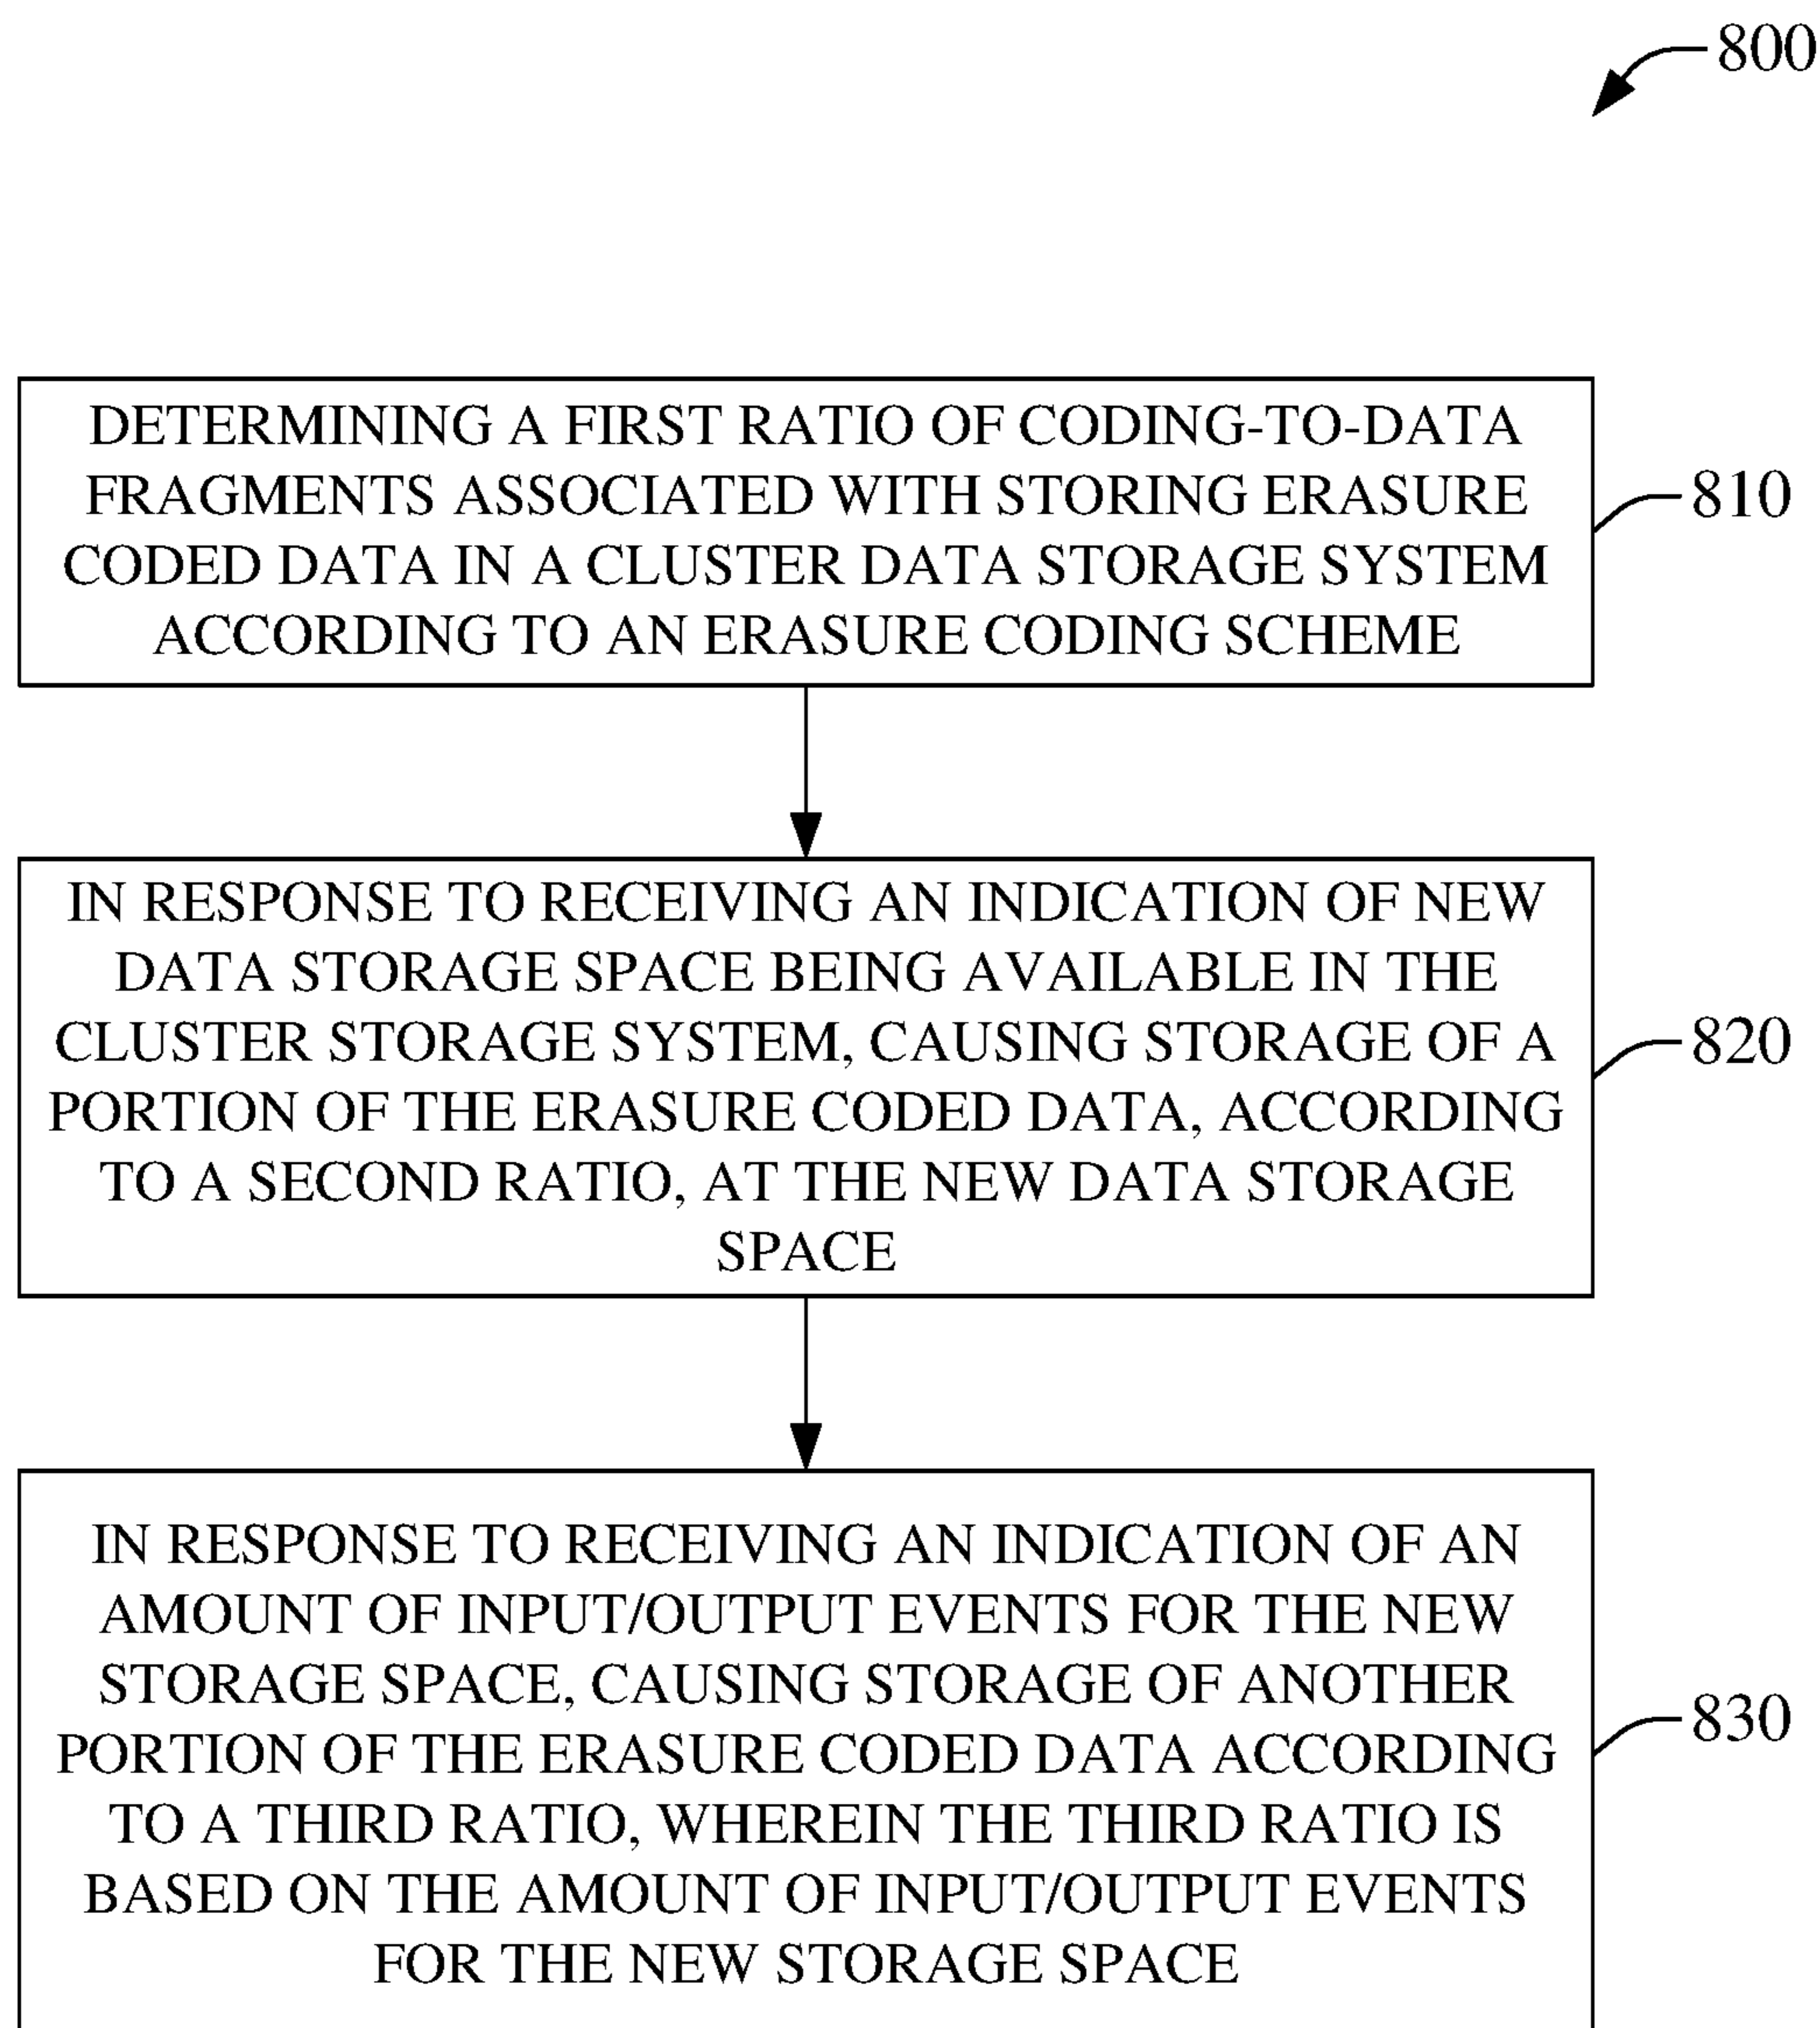 800
DETERMINING A FIRST RATIO OF CODING-TO-DATA
FRAGMENTS ASSOCIATED WITH STORING ERASURE
CODED DATA IN A CLUSTER DATA STORAGE SYSTEM
ACCORDING TO AN ERASURE CODING SCHEME
810
IN RESPONSE TO RECEIVING AN INDICATION OF NEW
DATA STORAGE SPACE BEING AVAILABLE IN THE
CLUSTER STORAGE SYSTEM, CAUSING STORAGE OF A
PORTION OF THE ERASURE CODED DATA, ACCORDING
TO A SECOND RATIO, AT THE NEW DATA STORAGE
SPACE
820
IN RESPONSE TO RECEIVING AN INDICATION OF AN
AMOUNT OF INPUT/OUTPUT EVENTS FOR THE NEW
STORAGE SPACE, CAUSING STORAGE OF ANOTHER
PORTION OF THE ERASURE CODED DATA ACCORDING
TO A THIRD RATIO, WHEREIN THE THIRD RATIO IS
BASED ON THE AMOUNT OF INPUT/OUTPUT EVENTS
FOR THE NEW STORAGE SPACE
830